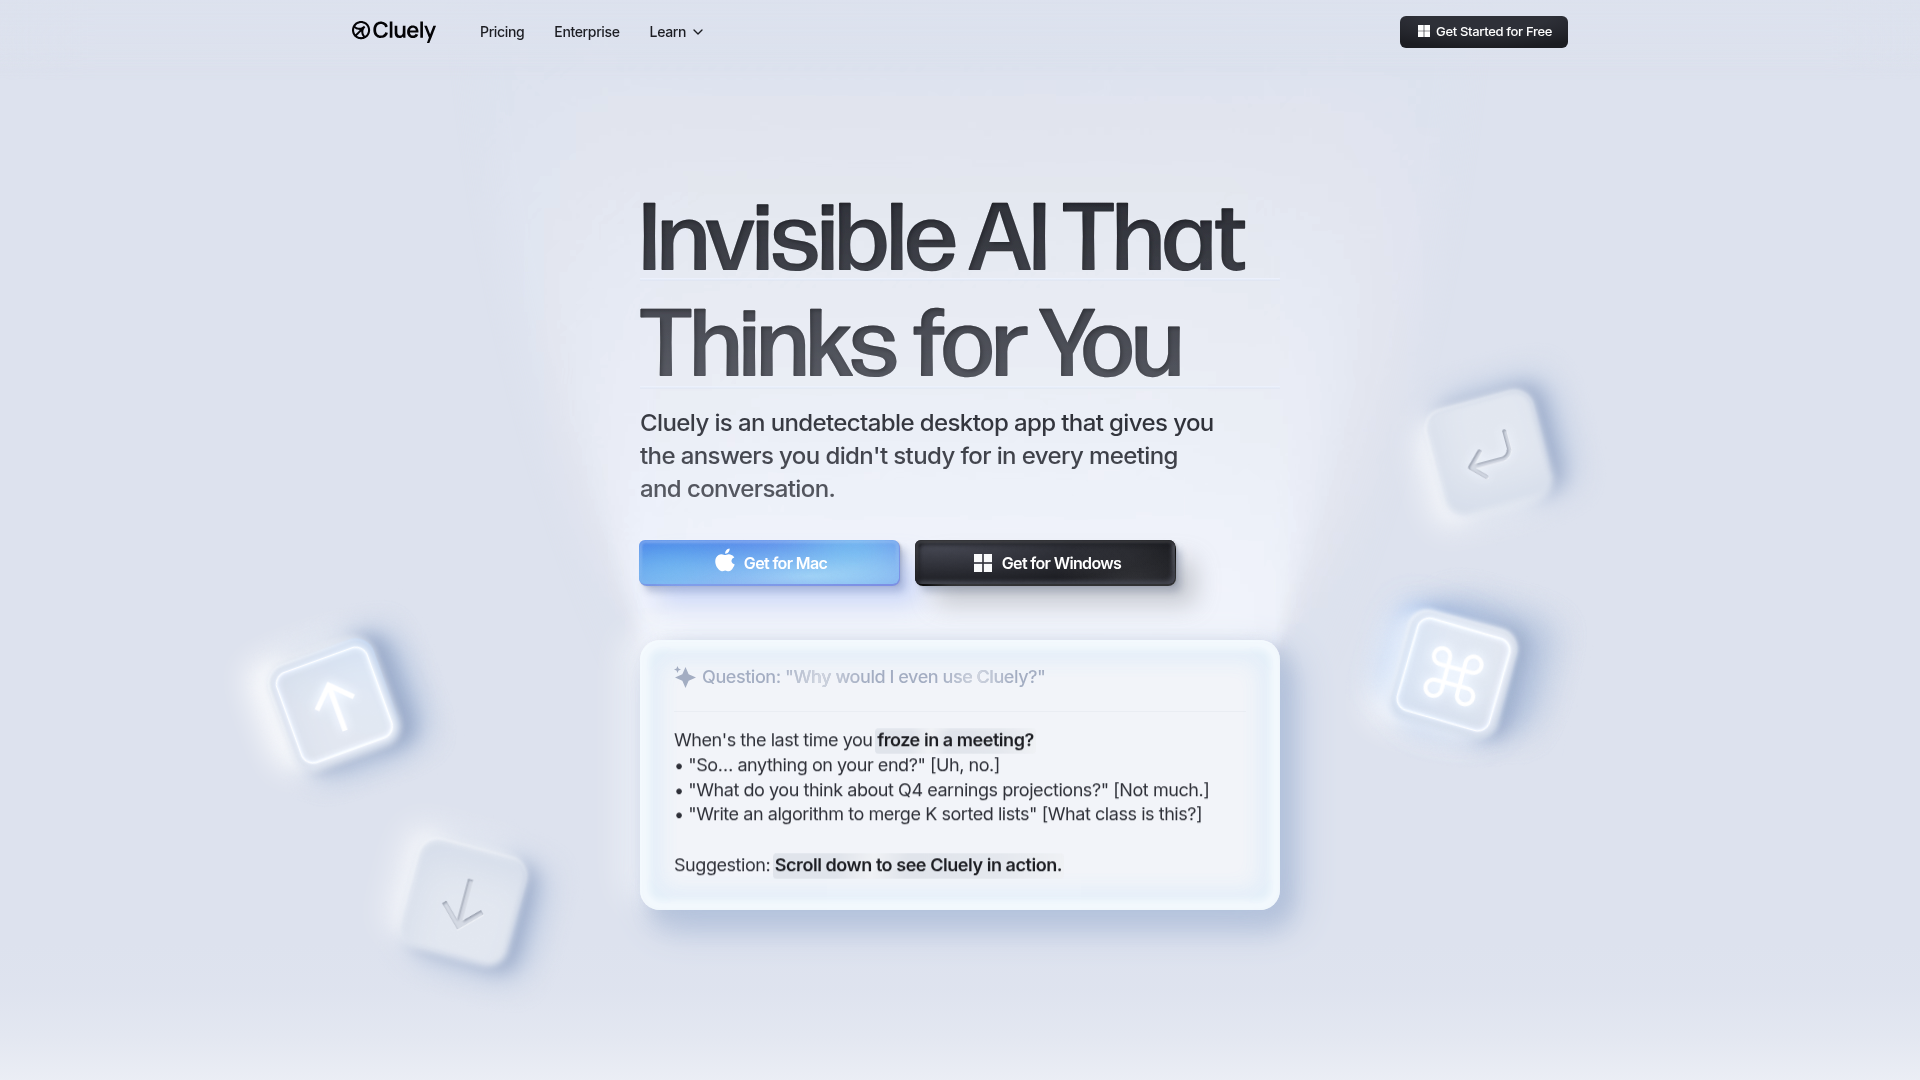 Cluely
Pricing
Enterprise
Learn
Get Started for Free
Invisible AI That
Thinks for You
Cluely is an undetectable desktop app that gives you
the answers you didn't study for in every meeting
and conversation.
Get for Mac
Get for Windows
Question: "Why would I even use Cluely?"
When's the last time you froze in a meeting?
• "So... anything on your end?" [Uh, no.]
• "What do you think about Q4 earnings projections?" [Not much.]
• "Write an algorithm to merge K sorted lists" [What class is this?]
Suggestion: Scroll down to see Cluely in action.